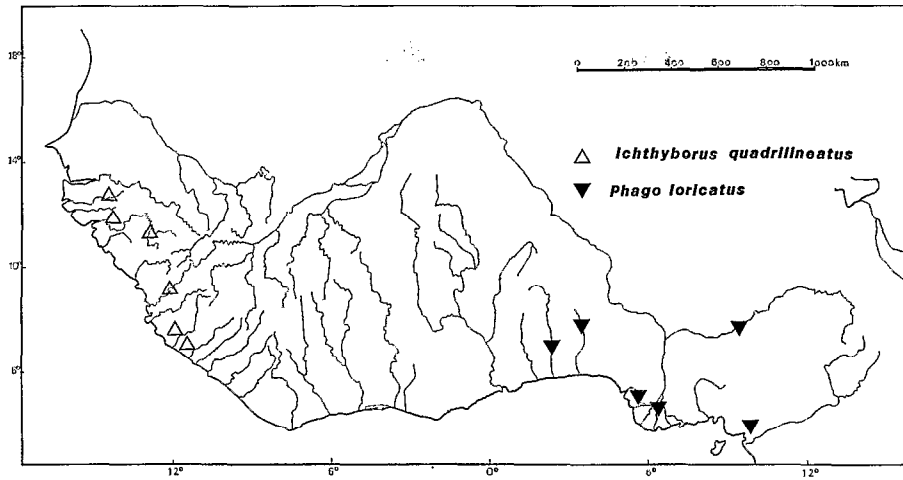 18°
14°
10°
6°
0 200 400 600 800 1000km
Ichthyborus quadrilineatus
Phago loricatus
12° 6° 0° 6° 12°